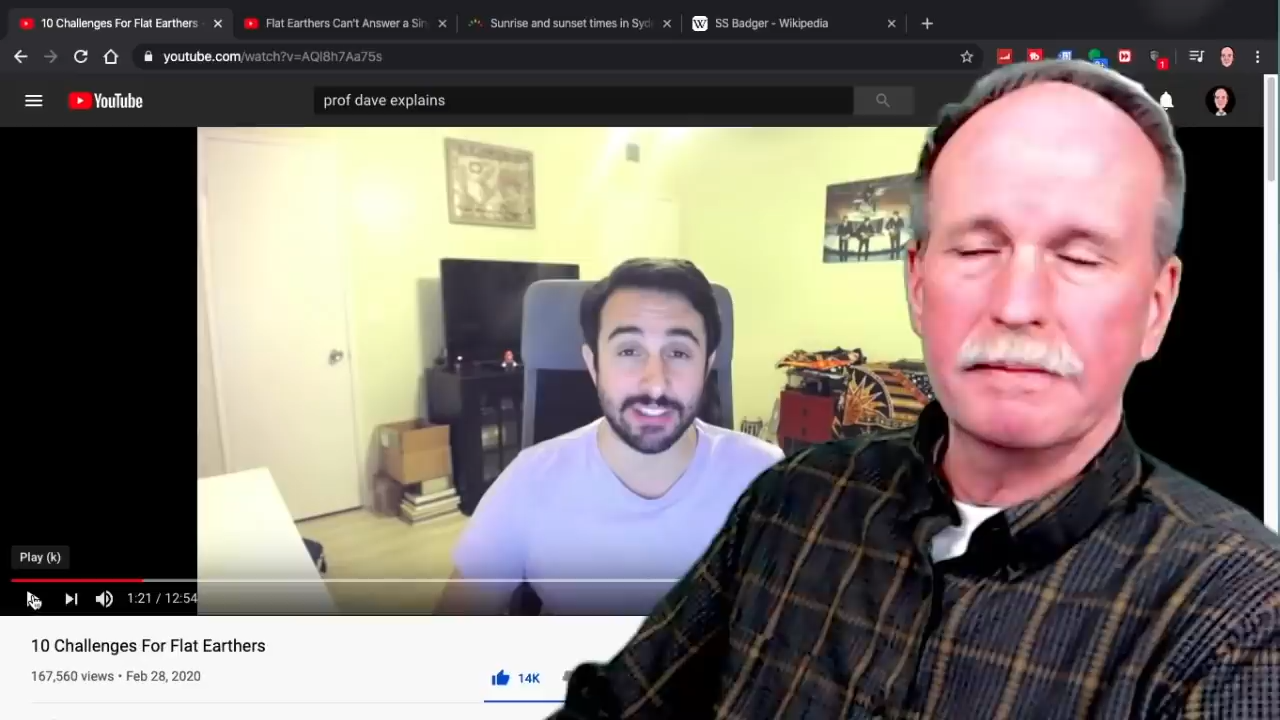 10 Challenges For Flat Earthers
Flat Earthers Can't Answer a Sin
Sunrise and sunset times in Syd
SS Badger - Wikipedia
youtube.com/watch?v=AQI8h7Aa75s
YouTube
prof dave explains
Play (k)
1:21 / 12:54
10 Challenges For Flat Earthers
167,560 views • Feb 28, 2020
14K